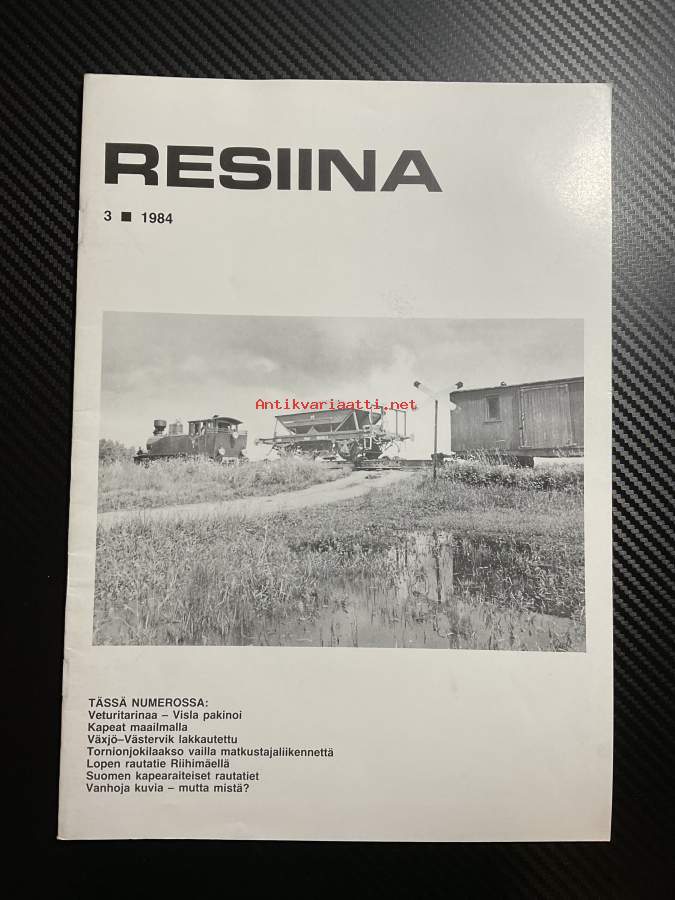 RESIINA
3 ■ 1984
Antikvariaatti.net
TÄSSÄ NUMEROSSA:
Veturitarinaa – Visla pakinoi
Kapeat maailmalla
Växjö–Västervik lakkautettu
Tornionjokilaakso vailla matkustajaliikennettä
Lopen rautatie Riihimäellä
Suomen kapearaiteiset rautatiet
Vanhoja kuvia – mutta mistä?